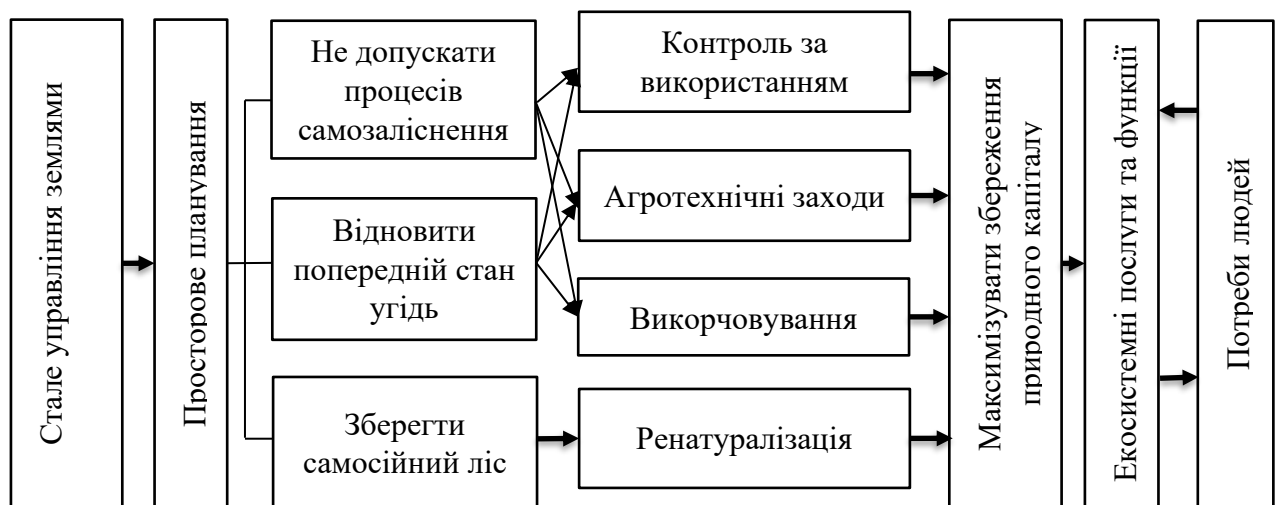 Стале управління землями
Просторове планування
Не допускати
процесів
самозаліснення
Відновити
попередній стан
угідь
Зберегти
самосійний ліс
Контроль за
використанням
Агротехнічні заходи
Викорчовування
Ренатуралізація
Максимізувати збереження
природного капіталу
Екосистемні послуги та функції
Потреби людей